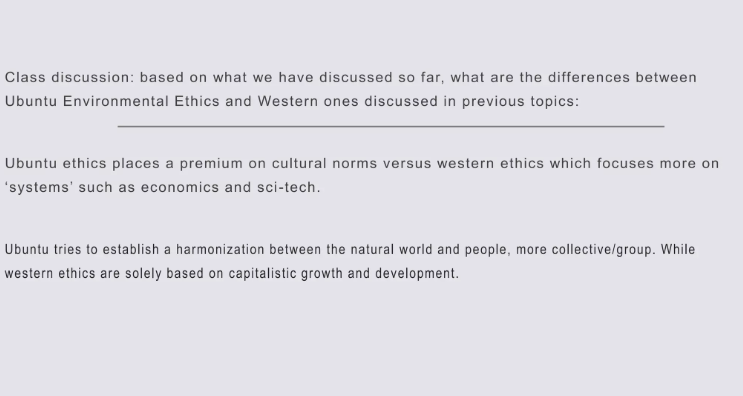 Class discussion: based on what we have discussed so far, what are the differences between
Ubuntu Environmental Ethics and Western ones discussed in previous topics:
Ubuntu ethics places a premium on cultural norms versus western ethics which focuses more on
‘systems’ such as economics and sci-tech.
Ubuntu tries to establish a harmonization between the natural world and people, more collective/group. While
western ethics are solely based on capitalistic growth and development.